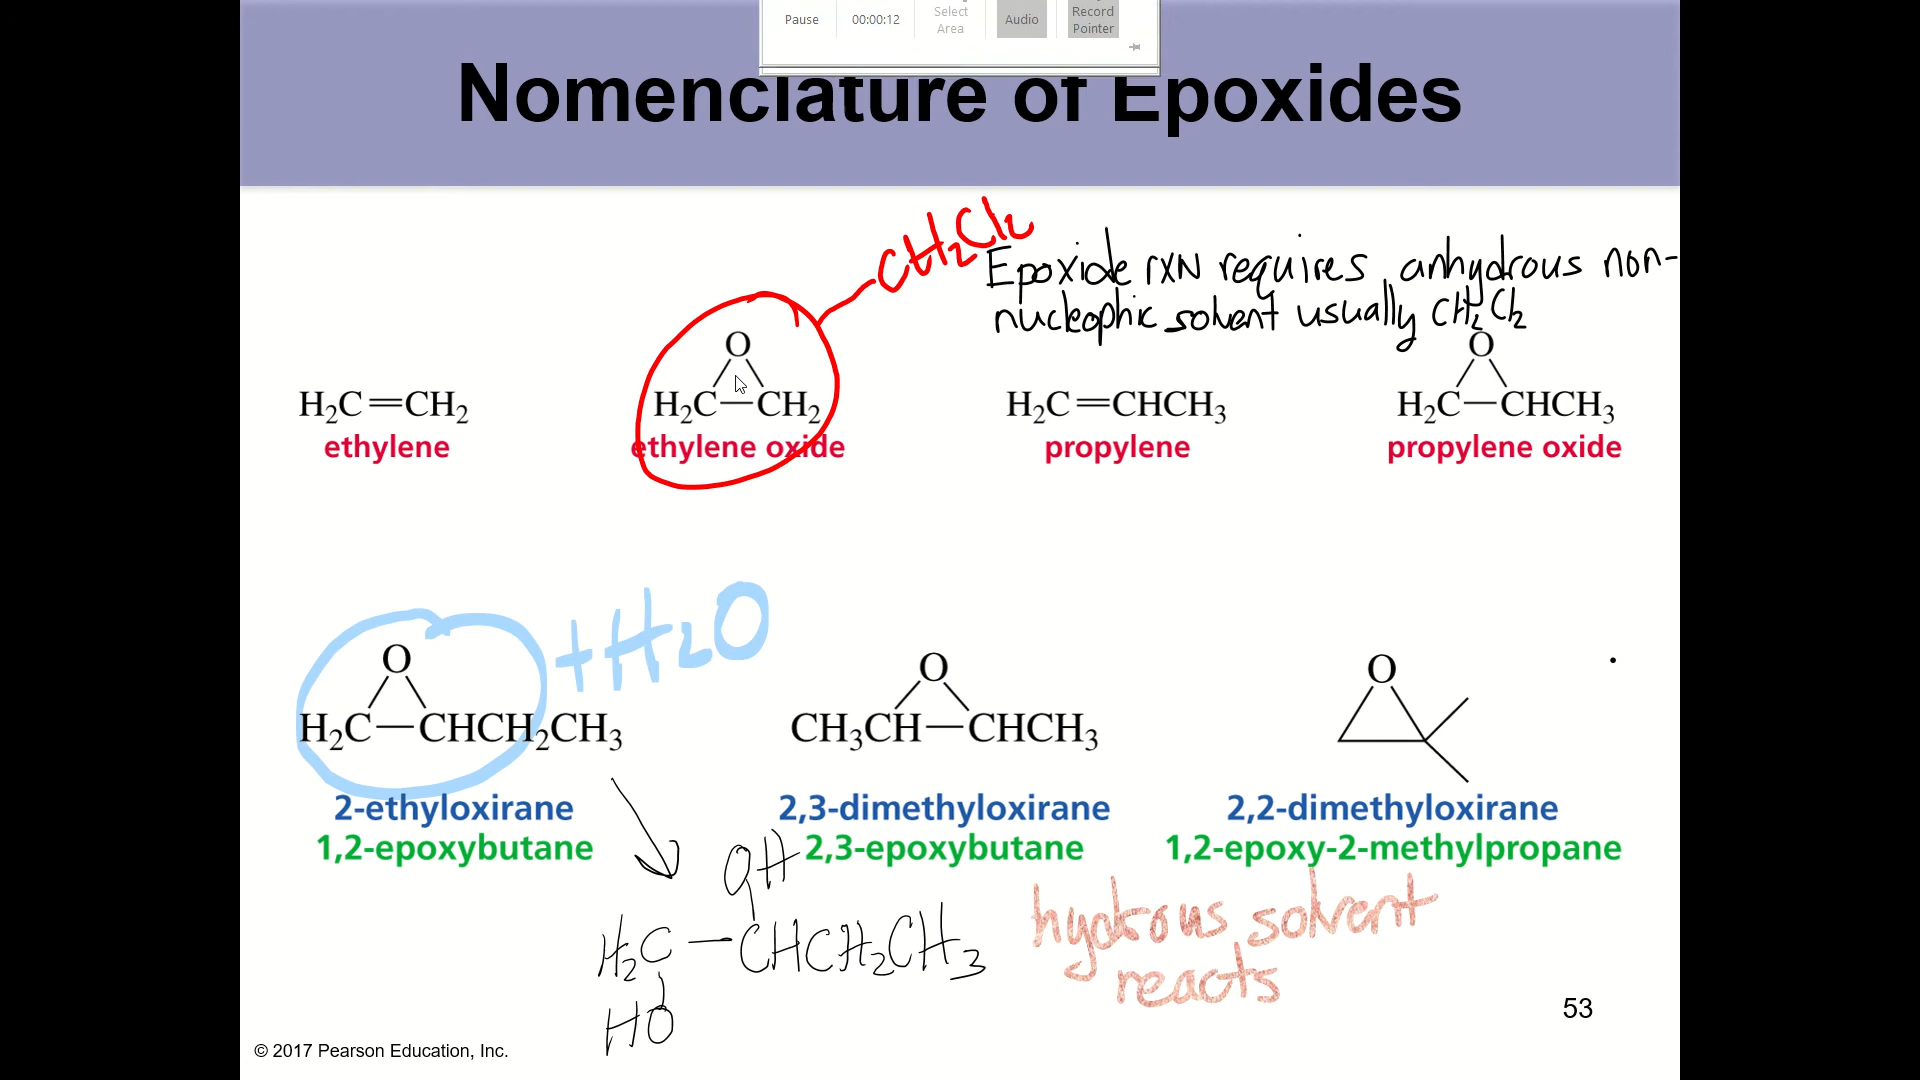 Pause
00:00:12
Select
Area
Audio
Record
Pointer
Nomenclature of Epoxides
CH₂Cl₂
Epoxide rxn requires anhydrous non-
nucleophic solvent usually CH₂Cl₂
H₂C=CH₂
ethylene
O
H₂C—CH₂
ethylene oxide
H₂C=CHCH₃
propylene
O
H₂C—CHCH₃
propylene oxide
+H₂O
O
H₂C—CHCH₂CH₃
2-ethyloxirane
1,2-epoxybutane
O
CH₃CH—CHCH₃
2,3-dimethyloxirane
2,3-epoxybutane
O
2,2-dimethyloxirane
1,2-epoxy-2-methylpropane
OH
H₂C—CHCH₂CH₃
HO
hydrous solvent
reacts
53
© 2017 Pearson Education, Inc.